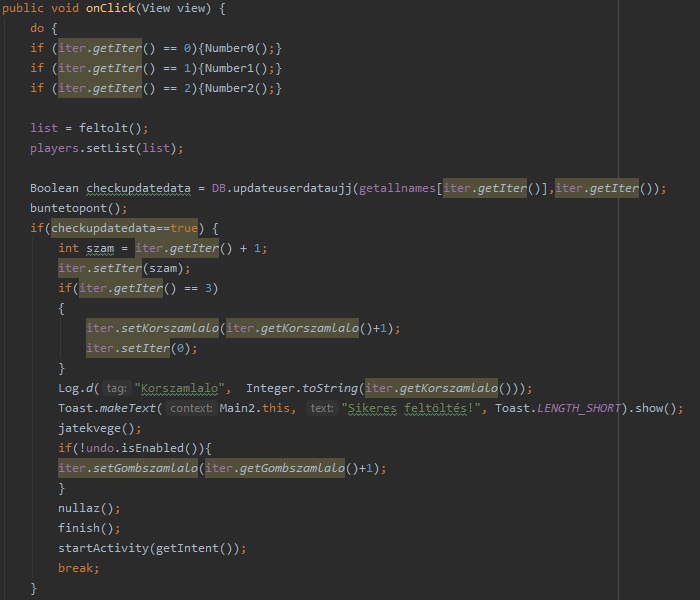 public void onClick(View view) {
do {
if (iter.getIter() == 0){Number0();}
if (iter.getIter() == 1){Number1();}
if (iter.getIter() == 2){Number2();}
list = feltolt();
players.setList(list);
Boolean checkupdatedata = DB.updateuserdataujj(getallnames[iter.getIter()],iter.getIter());
buntetopont();
if(checkupdatedata==true) {
int szam = iter.getIter() + 1;
iter.setIter(szam);
if(iter.getIter() == 3)
{
iter.setKorszamlalo(iter.getKorszamlalo()+1);
iter.setIter(0);
}
Log.d( tag: "Korszamlalo", Integer.toString(iter.getKorszamlalo()));
Toast.makeText( context: Main2.this, text: "Sikeres feltöltés!", Toast.LENGTH_SHORT).show();
jatekvege();
if(!undo.isEnabled()){
iter.setGombszamlalo(iter.getGombszamlalo()+1);
}
nullaz();
finish();
startActivity(getIntent());
break;
}